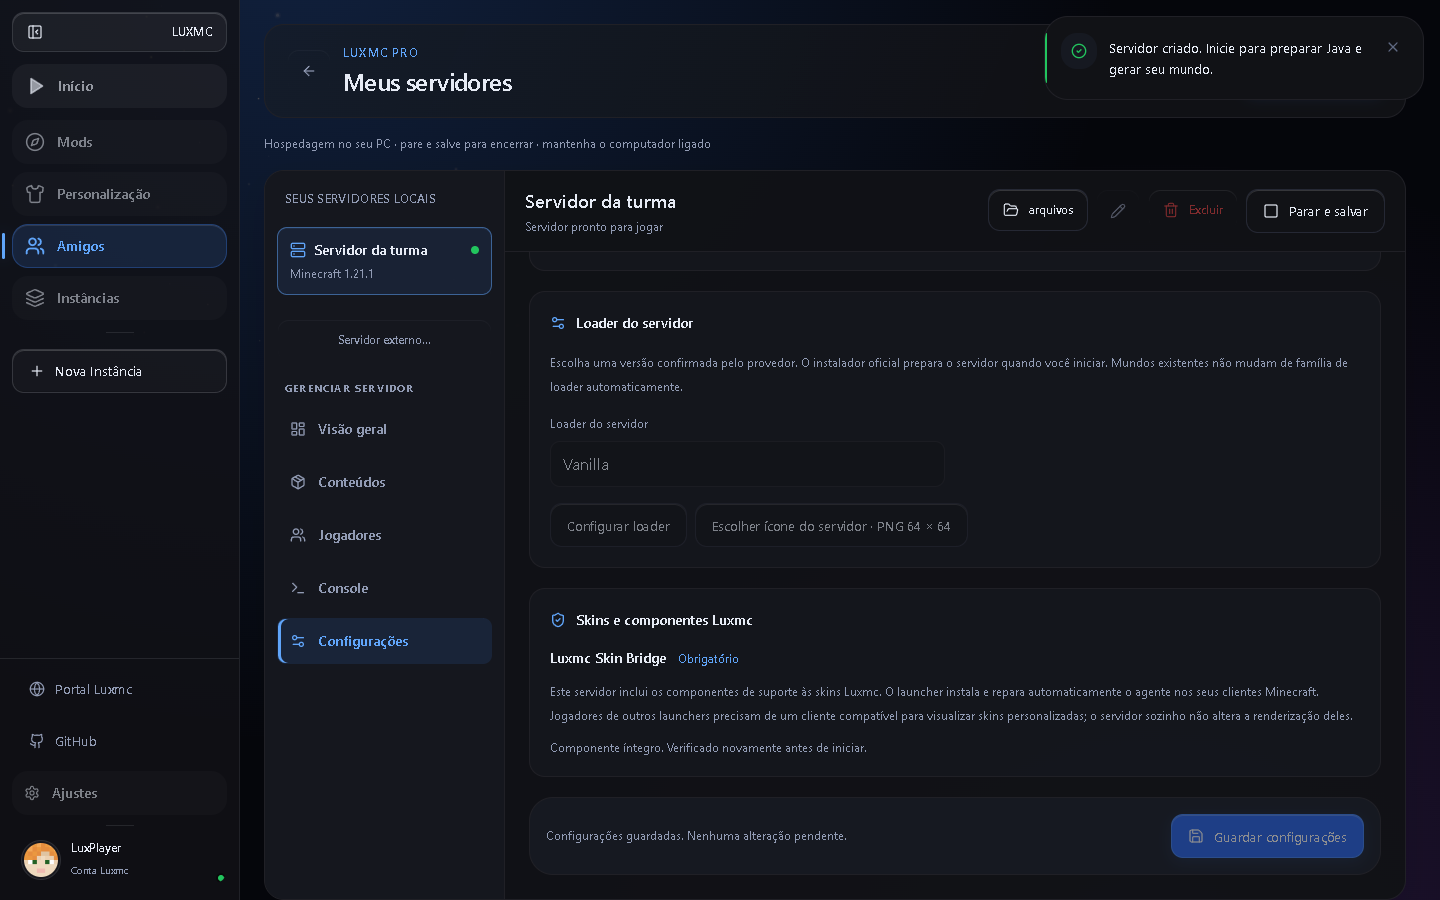 LUXMC
Início
Mods
Personalização
Amigos
Instâncias
Nova Instância
Portal Luxmc
GitHub
Ajustes
LuxPlayer
Conta Luxmc
LUXMC PRO
Meus servidores
Servidor criado. Inicie para preparar Java e
gerar seu mundo.
Hospedagem no seu PC · pare e salve para encerrar · mantenha o computador ligado
SEUS SERVIDORES LOCAIS
Servidor da turma
Minecraft 1.21.1
Servidor externo...
GERENCIAR SERVIDOR
Visão geral
Conteúdos
Jogadores
Console
Configurações
Servidor da turma
Servidor pronto para jogar
arquivos
Excluir
Parar e salvar
Loader do servidor
Escolha uma versão confirmada pelo provedor. O instalador oficial prepara o servidor quando você iniciar. Mundos existentes não mudam de família de
loader automaticamente.
Loader do servidor
Vanilla
Configurar loader
Escolher ícone do servidor · PNG 64 × 64
Skins e componentes Luxmc
Luxmc Skin Bridge Obrigatório
Este servidor inclui os componentes de suporte às skins Luxmc. O launcher instala e repara automaticamente o agente nos seus clientes Minecraft.
Jogadores de outros launchers precisam de um cliente compatível para visualizar skins personalizadas; o servidor sozinho não altera a renderização deles.
Componente íntegro. Verificado novamente antes de iniciar.
Configurações guardadas. Nenhuma alteração pendente.
Guardar configurações